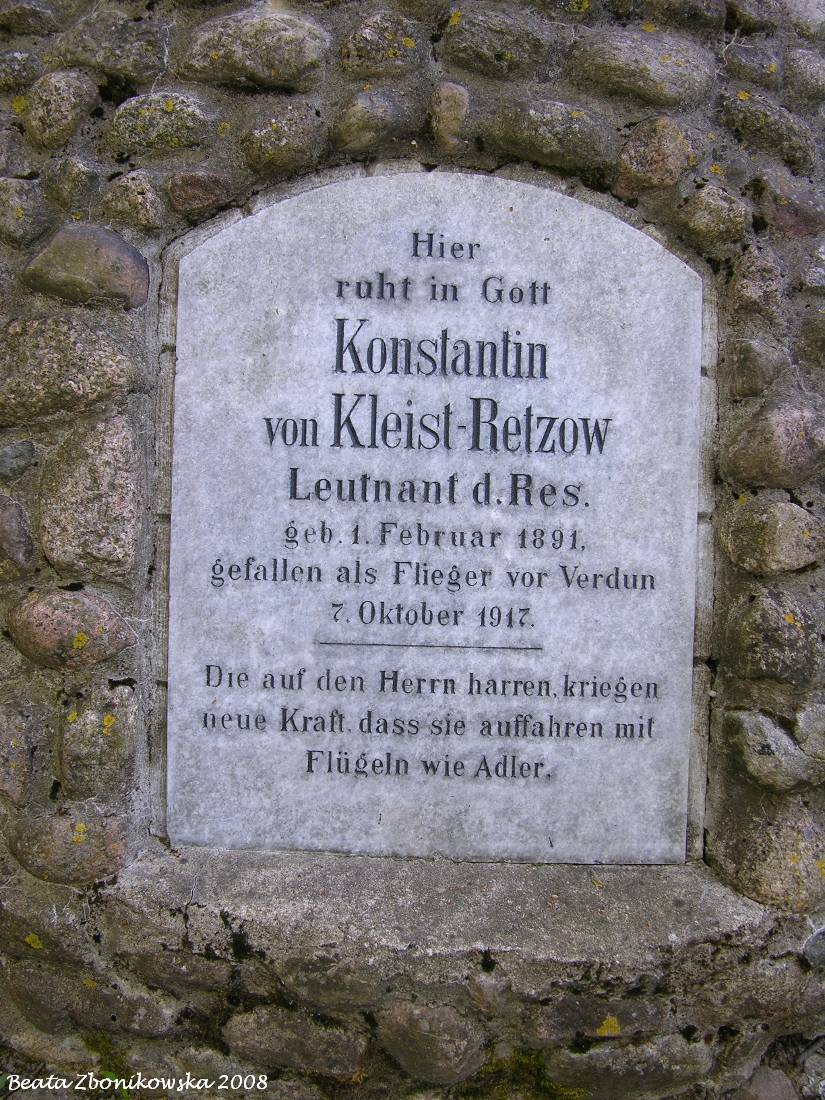 Hier
ruht in Gott
Konstantin
von Kleist-Retzow
Leutnant d. Res.
geb. 1. Februar 1891,
gefallen als Flieger vor Verdun
7. Oktober 1917.
Die auf den Herrn harren, kriegen
neue Kraft, dass sie auffahren mit
Flügeln wie Adler.
Beata Zbonikowska 2008